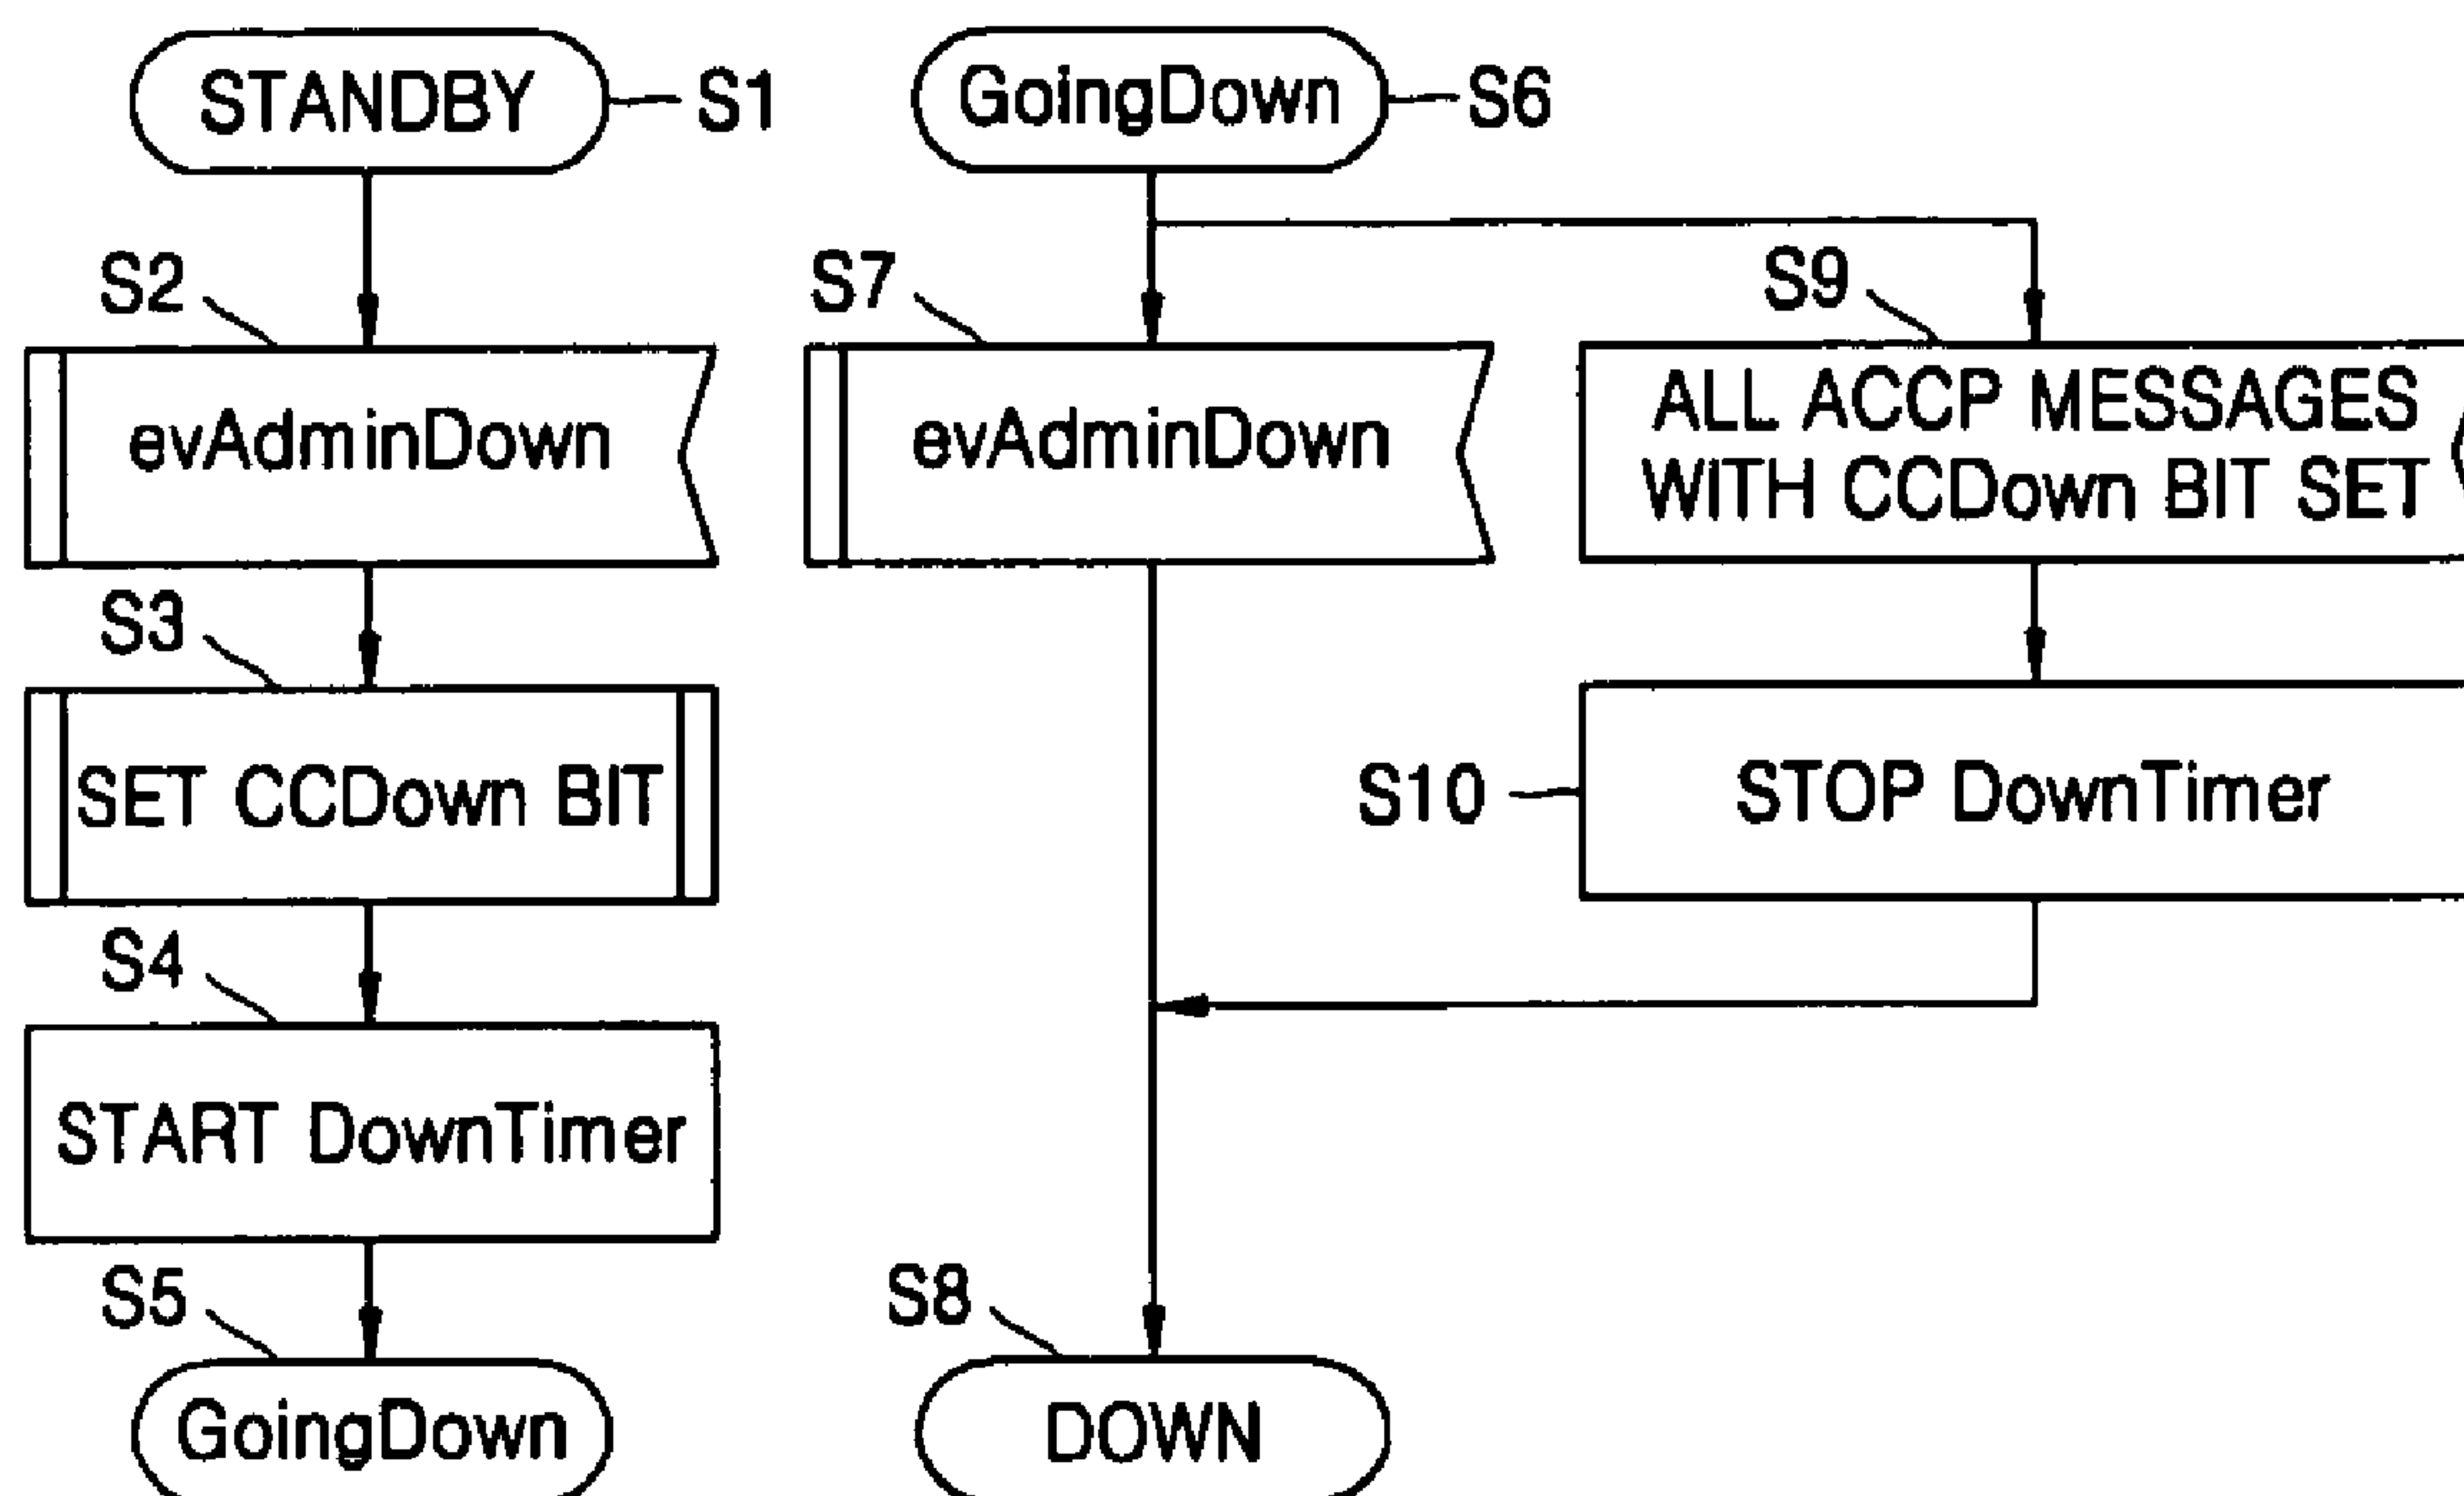 STANDBY
S1
S2
evAdminDown
S3
SET CCDown BIT
S4
START DownTimer
S5
GoingDown
GoingDown
S6
S7
evAdminDown
S8
DOWN
S9
ALL ACCP MESSAGES
WITH CCDown BIT SET
S10
STOP DownTimer